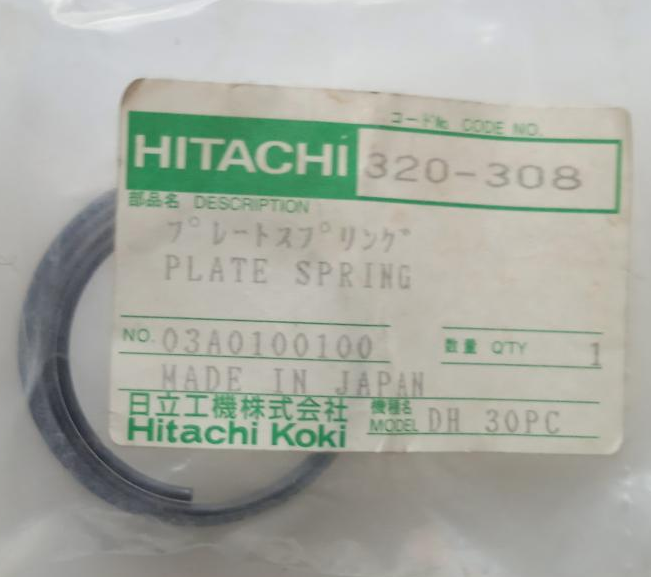 コードNo. CODE NO.
HITACHI 320-308
部品名 DESCRIPTION
プレートスプリング
PLATE SPRING
NO. 03A0100100 数量 Q'TY 1
MADE IN JAPAN
日立工機株式会社 機種名
Hitachi Koki MODEL DH 30PC